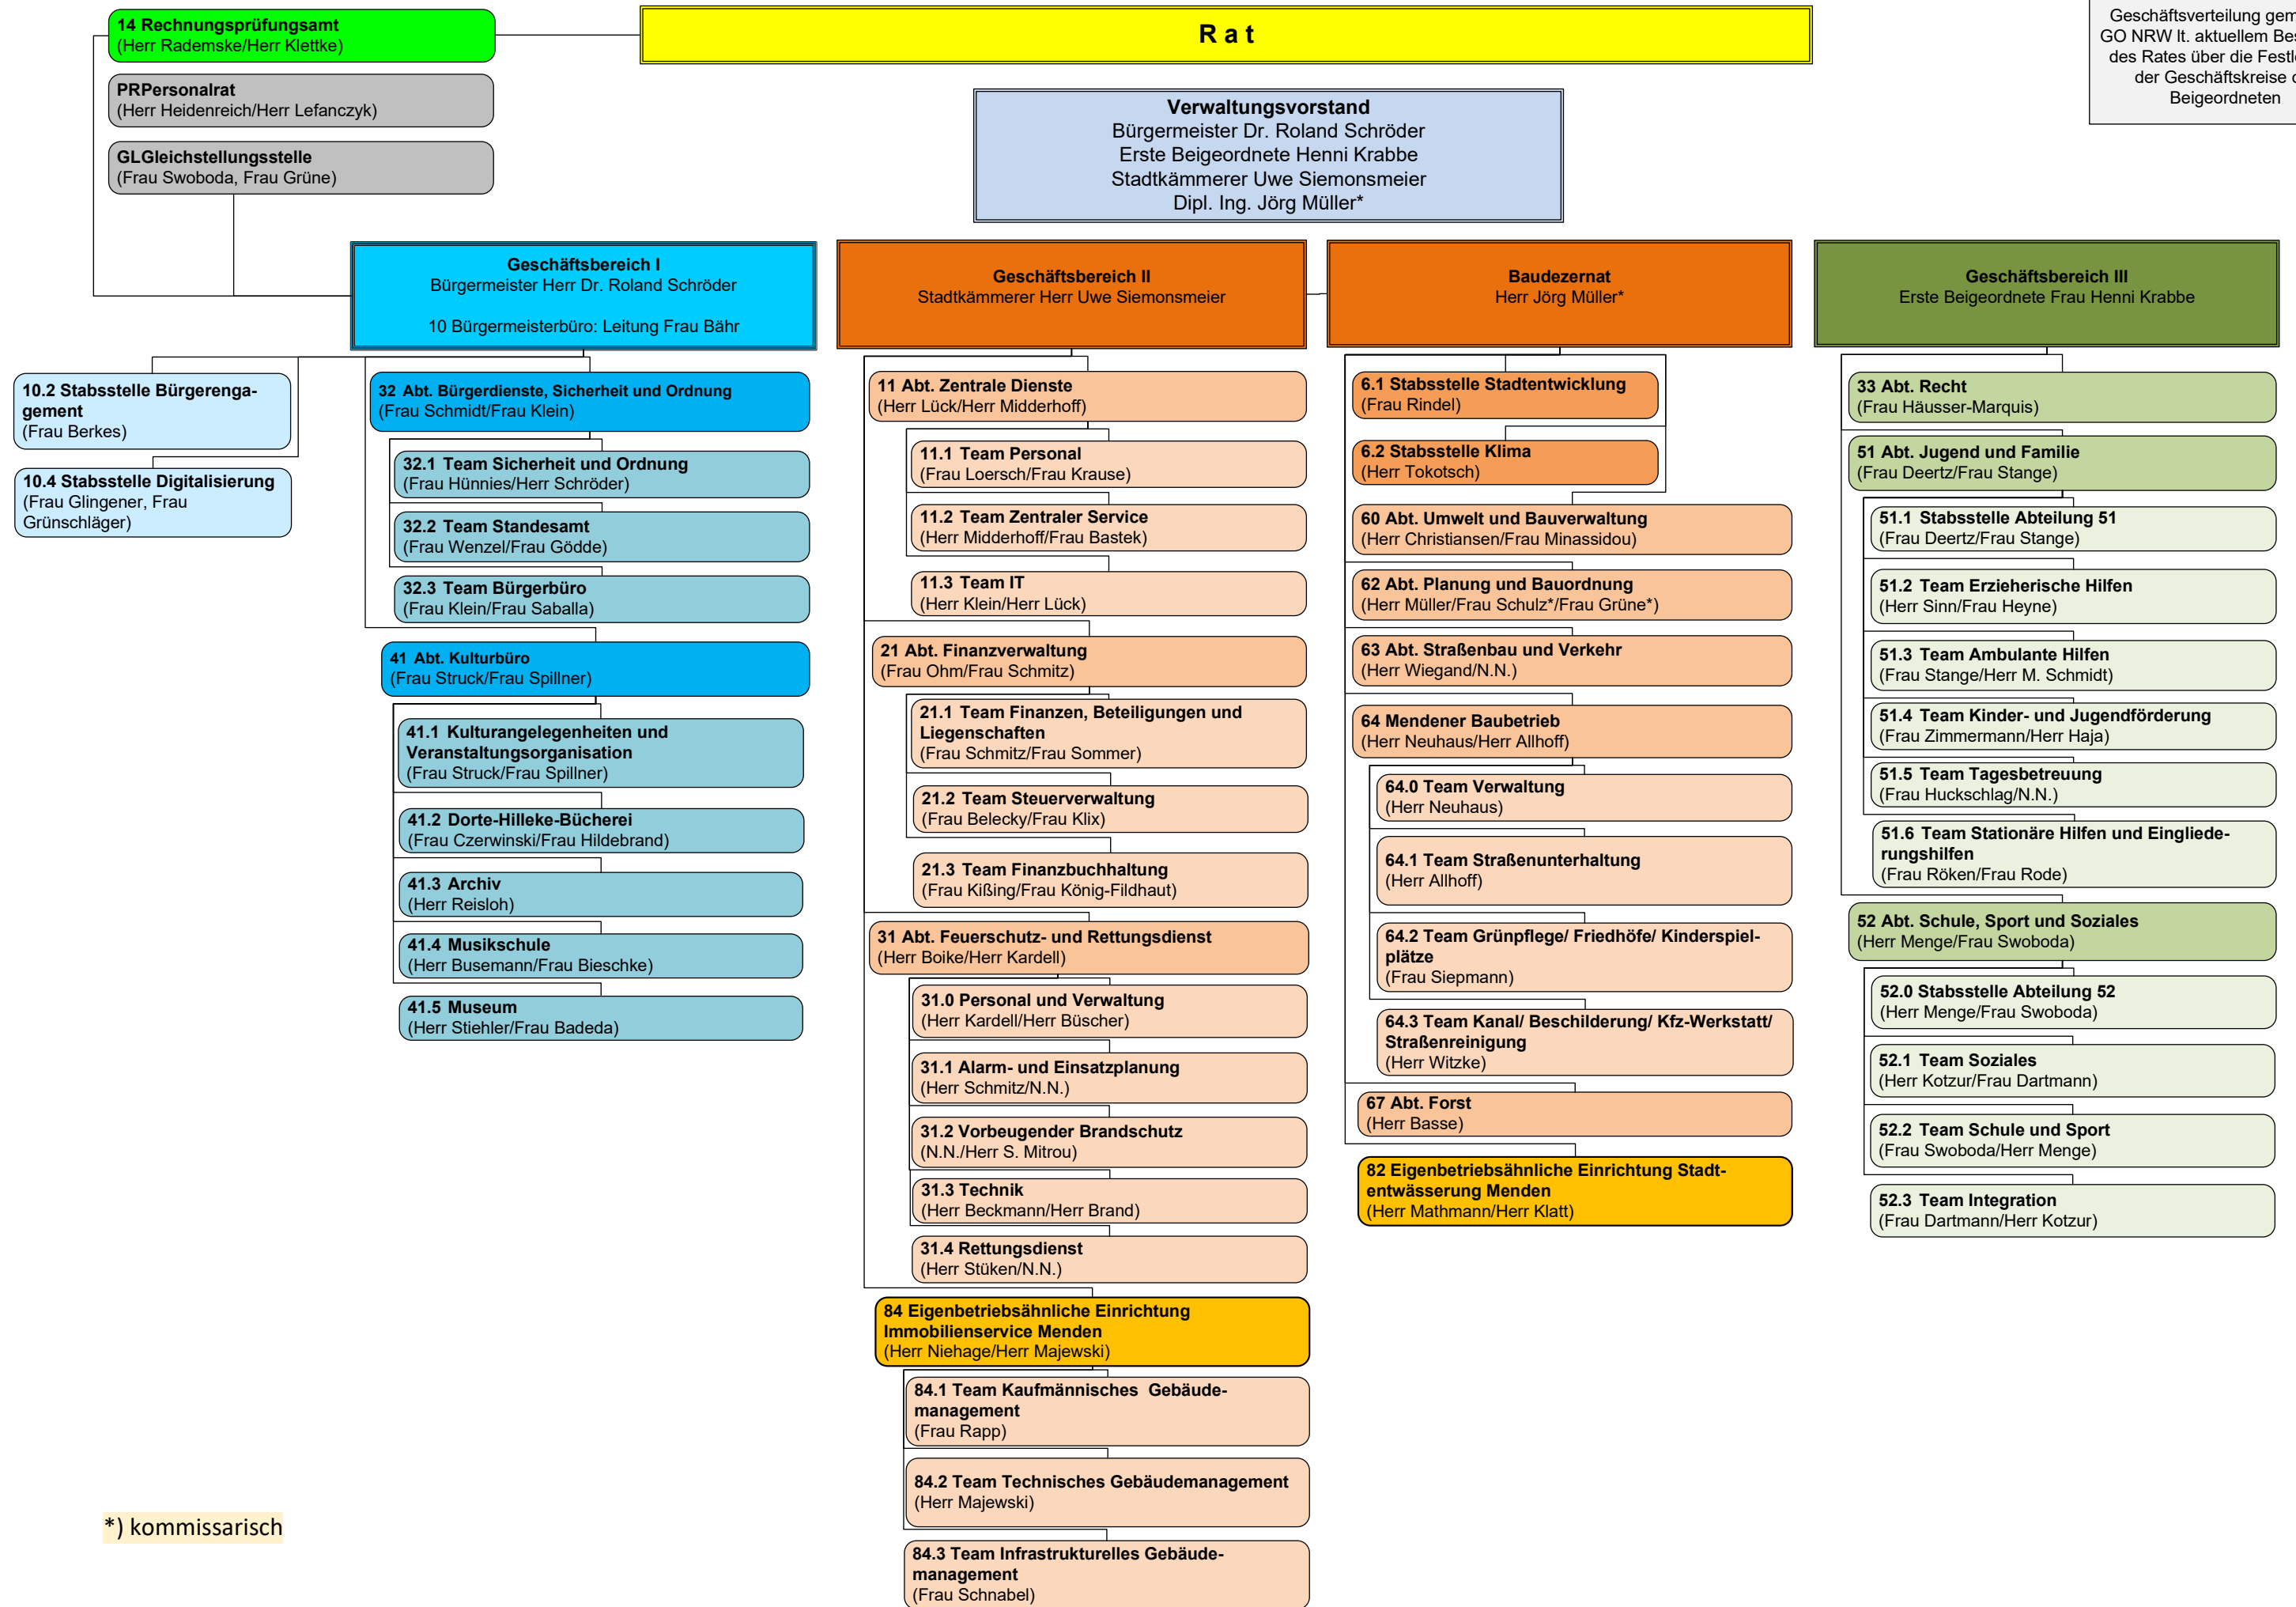 14 Rechnungsprüfungsamt
(Herr Rademske/Herr Klettke)
R a t
Geschäftsverteilung
GO NRW lt. aktuellem
des Rates über die
der Geschäftskreise
Beigeordneten
PRPersonalrat
(Herr Heidenreich/Herr Lefanczyk)
GLGleichstellungsstelle
(Frau Swoboda, Frau Grüne)
Verwaltungsvorstand
Bürgermeister Dr. Roland Schröder
Erste Beigeordnete Henni Krabbe
Stadtkämmerer Uwe Siemonsmeier
Dipl. Ing. Jörg Müller*
Geschäftsbereich I
Bürgermeister Herr Dr. Roland Schröder
10 Bürgermeisterbüro: Leitung Frau Bähr
10.2 Stabsstelle Bürgerenga-
gement
(Frau Berkes)
10.4 Stabsstelle Digitalisierung
(Frau Glingener, Frau
Grünschläger)
32 Abt. Bürgerdienste, Sicherheit und Ordnung
(Frau Schmidt/Frau Klein)
32.1 Team Sicherheit und Ordnung
(Frau Hünnies/Herr Schröder)
32.2 Team Standesamt
(Frau Wenzel/Frau Gödde)
32.3 Team Bürgerbüro
(Frau Klein/Frau Saballa)
41 Abt. Kulturbüro
(Frau Struck/Frau Spillner)
41.1 Kulturangelegenheiten und
Veranstaltungsorganisation
(Frau Struck/Frau Spillner)
41.2 Dorte-Hilleke-Bücherei
(Frau Czerwinski/Frau Hildebrand)
41.3 Archiv
(Herr Reisloh)
41.4 Musikschule
(Herr Busemann/Frau Bieschke)
41.5 Museum
(Herr Stiehler/Frau Badeda)
Geschäftsbereich II
Stadtkämmerer Herr Uwe Siemonsmeier
11 Abt. Zentrale Dienste
(Herr Lück/Herr Midderhoff)
11.1 Team Personal
(Frau Loersch/Frau Krause)
11.2 Team Zentraler Service
(Herr Midderhoff/Frau Bastek)
11.3 Team IT
(Herr Klein/Herr Lück)
21 Abt. Finanzverwaltung
(Frau Ohm/Frau Schmitz)
21.1 Team Finanzen, Beteiligungen und
Liegenschaften
(Frau Schmitz/Frau Sommer)
21.2 Team Steuerverwaltung
(Frau Belecky/Frau Klix)
21.3 Team Finanzbuchhaltung
(Frau Kißing/Frau König-Fildhaut)
31 Abt. Feuerschutz- und Rettungsdienst
(Herr Boike/Herr Kardell)
31.0 Personal und Verwaltung
(Herr Kardell/Herr Büscher)
31.1 Alarm- und Einsatzplanung
(Herr Schmitz/N.N.)
31.2 Vorbeugender Brandschutz
(N.N./Herr S. Mitrou)
31.3 Technik
(Herr Beckmann/Herr Brand)
31.4 Rettungsdienst
(Herr Stüken/N.N.)
84 Eigenbetriebsähnliche Einrichtung
Immobilienservice Menden
(Herr Niehage/Herr Majewski)
84.1 Team Kaufmännisches Gebäude-
management
(Frau Rapp)
84.2 Team Technisches Gebäudemanagement
(Herr Majewski)
84.3 Team Infrastrukturelles Gebäude-
management
(Frau Schnabel)
Baudezernat
Herr Jörg Müller*
6.1 Stabsstelle Stadtentwicklung
(Frau Rindel)
6.2 Stabsstelle Klima
(Herr Tokotsch)
60 Abt. Umwelt und Bauverwaltung
(Herr Christiansen/Frau Minassidou)
62 Abt. Planung und Bauordnung
(Herr Müller/Frau Schulz*/Frau Grüne*)
63 Abt. Straßenbau und Verkehr
(Herr Wiegand/N.N.)
64 Mendener Baubetrieb
(Herr Neuhaus/Herr Allhoff)
64.0 Team Verwaltung
(Herr Neuhaus)
64.1 Team Straßenunterhaltung
(Herr Allhoff)
64.2 Team Grünpflege/ Friedhöfe/ Kinderspiel-
plätze
(Frau Siepmann)
64.3 Team Kanal/ Beschilderung/ Kfz-Werkstatt/
Straßenreinigung
(Herr Witzke)
67 Abt. Forst
(Herr Basse)
82 Eigenbetriebsähnliche Einrichtung Stadt-
entwässerung Menden
(Herr Mathmann/Herr Klatt)
Geschäftsbereich III
Erste Beigeordnete Frau Henni Krabbe
33 Abt. Recht
(Frau Häusser-Marquis)
51 Abt. Jugend und Familie
(Frau Deertz/Frau Stange)
51.1 Stabsstelle Abteilung 51
(Frau Deertz/Frau Stange)
51.2 Team Erzieherische Hilfen
(Herr Sinn/Frau Heyne)
51.3 Team Ambulante Hilfen
(Frau Stange/Herr M. Schmidt)
51.4 Team Kinder- und Jugendförderung
(Frau Zimmermann/Herr Haja)
51.5 Team Tagesbetreuung
(Frau Huckschlag/N.N.)
51.6 Team Stationäre Hilfen und Eingliede-
rungshilfen
(Frau Röken/Frau Rode)
52 Abt. Schule, Sport und Soziales
(Herr Menge/Frau Swoboda)
52.0 Stabsstelle Abteilung 52
(Herr Menge/Frau Swoboda)
52.1 Team Soziales
(Herr Kotzur/Frau Dartmann)
52.2 Team Schule und Sport
(Frau Swoboda/Herr Menge)
52.3 Team Integration
(Frau Dartmann/Herr Kotzur)
*) kommissarisch